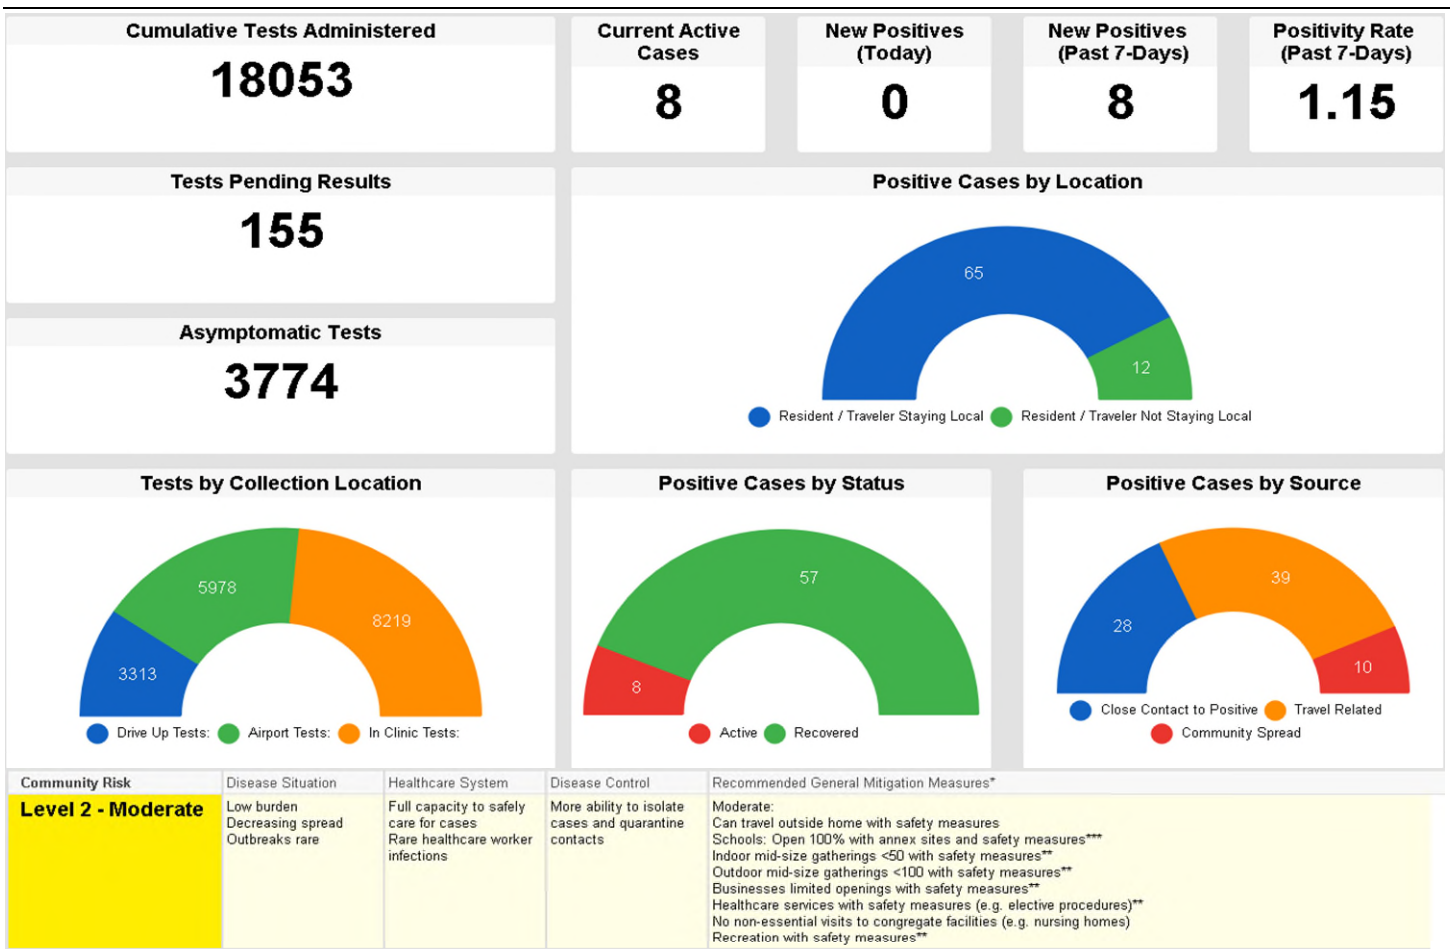 Cumulative Tests Administered
18053
Current Active
Cases
8
New Positives
(Today)
0
New Positives
(Past 7-Days)
8
Positivity Rate
(Past 7-Days)
1.15
Tests Pending Results
155
Asymptomatic Tests
3774
Positive Cases by Location
65
12
Resident / Traveler Staying Local
Resident / Traveler Not Staying Local
Tests by Collection Location
3313
5978
8219
Drive Up Tests:
Airport Tests:
In Clinic Tests:
Positive Cases by Status
57
8
Active
Recovered
Positive Cases by Source
28
39
10
Close Contact to Positive
Travel Related
Community Spread
Community Risk
Level 2 - Moderate
Disease Situation
Low burden
Decreasing spread
Outbreaks rare
Healthcare System
Full capacity to safely
care for cases
Rare healthcare worker
infections
Disease Control
More ability to isolate
cases and quarantine
contacts
Recommended General Mitigation Measures*
Moderate:
Can travel outside home with safety measures
Schools: Open 100% with annex sites and safety measures***
Indoor mid-size gatherings <50 with safety measures**
Outdoor mid-size gatherings <100 with safety measures**
Businesses limited openings with safety measures**
Healthcare services with safety measures (e.g. elective procedures)**
No non-essential visits to congregate facilities (e.g. nursing homes)
Recreation with safety measures**